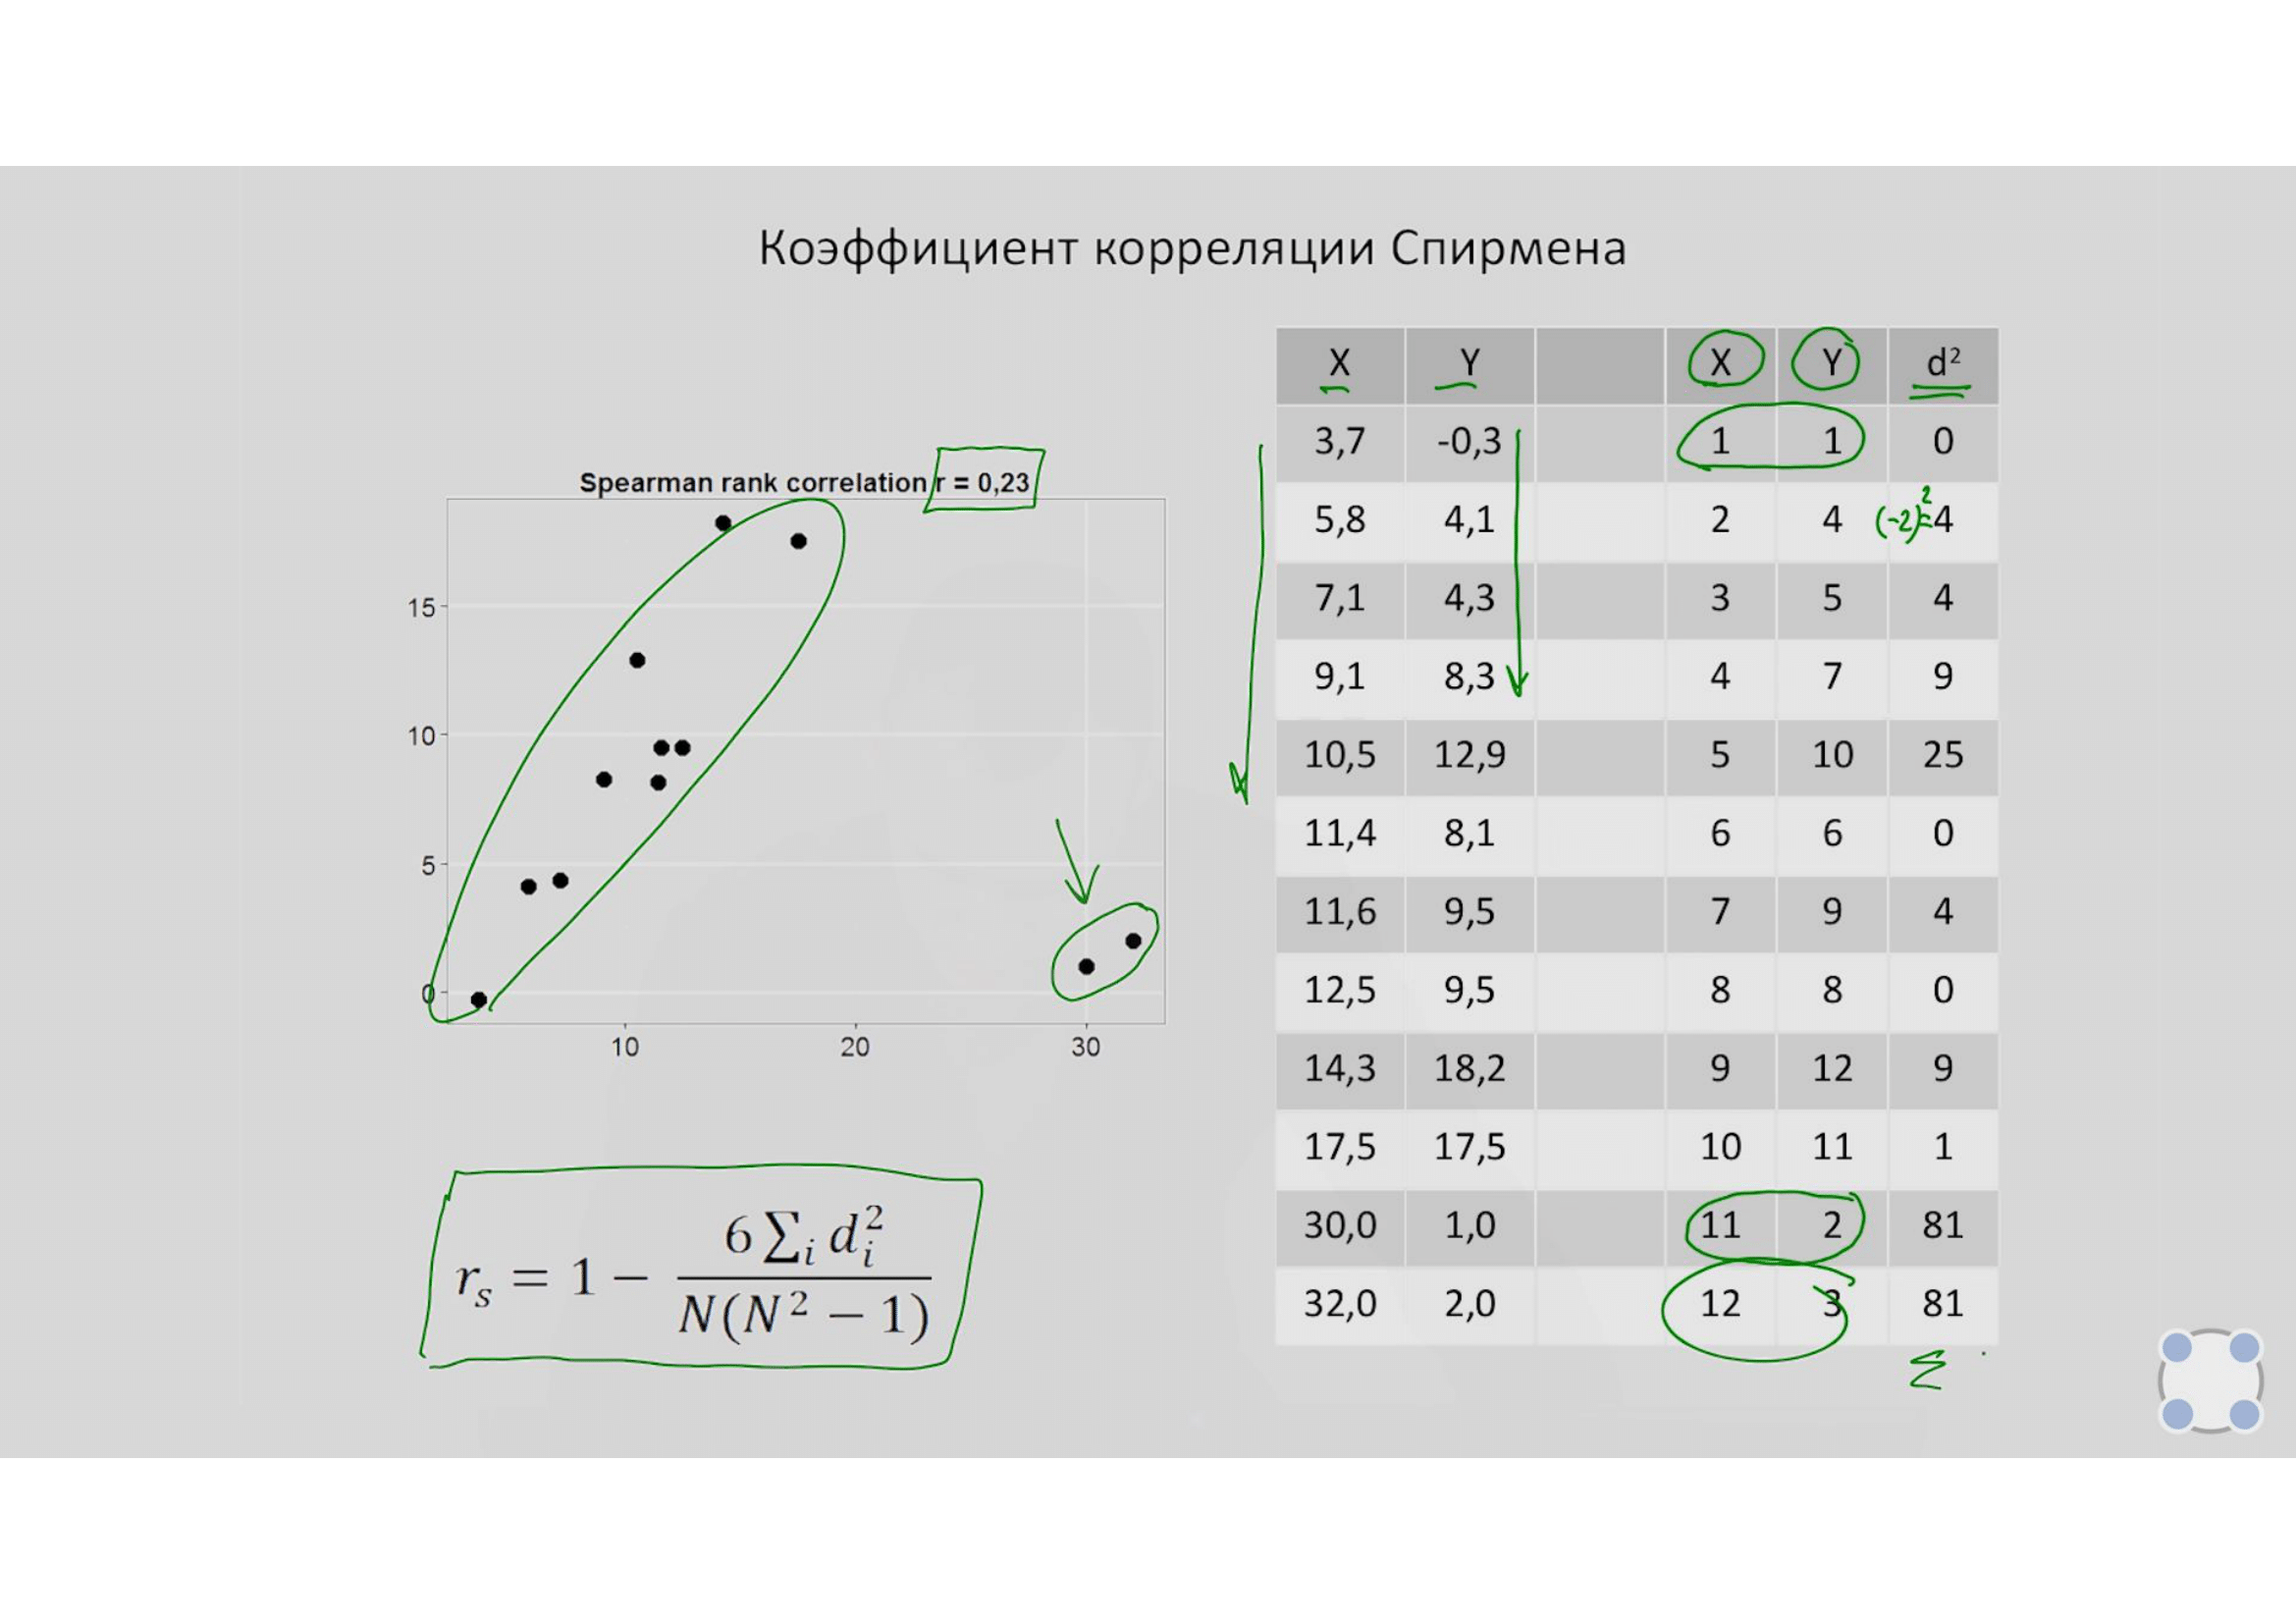 Коэффициент корреляции Спирмена
Spearman rank correlation r = 0,23
15
10
5
0
10 20 30
r_s = 1 − 6 ∑_i d_i^2 / N(N^2 − 1)
X Y X Y d²
3,7 -0,3 1 1 0
5,8 4,1 2 4 (-2)²= 4
7,1 4,3 3 5 4
9,1 8,3 4 7 9
10,5 12,9 5 10 25
11,4 8,1 6 6 0
11,6 9,5 7 9 4
12,5 9,5 8 8 0
14,3 18,2 9 12 9
17,5 17,5 10 11 1
30,0 1,0 11 2 81
32,0 2,0 12 3 81
Σ